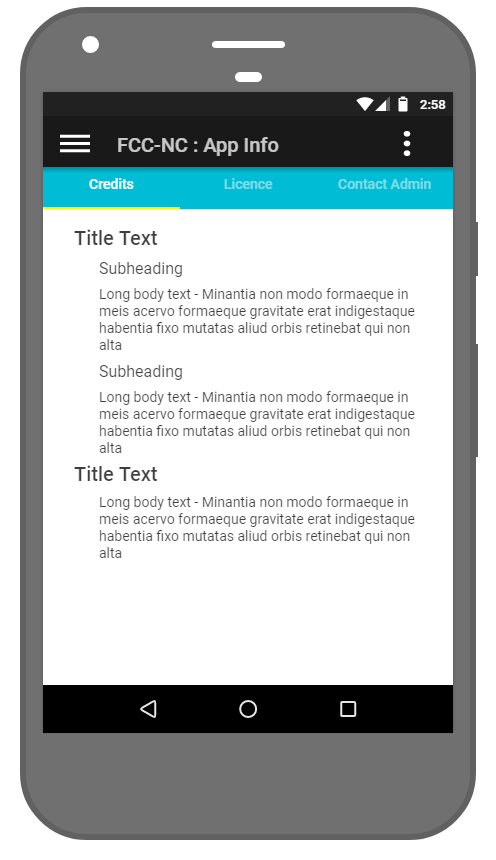 2:58
FCC-NC : App Info
Credits
Licence
Contact Admin
Title Text
Subheading
Long body text - Minantia non modo formaeque in
meis acervo formaeque gravitate erat indigestaque
habentia fixo mutatas aliud orbis retinebat qui non
alta
Subheading
Long body text - Minantia non modo formaeque in
meis acervo formaeque gravitate erat indigestaque
habentia fixo mutatas aliud orbis retinebat qui non
alta
Title Text
Long body text - Minantia non modo formaeque in
meis acervo formaeque gravitate erat indigestaque
habentia fixo mutatas aliud orbis retinebat qui non
alta